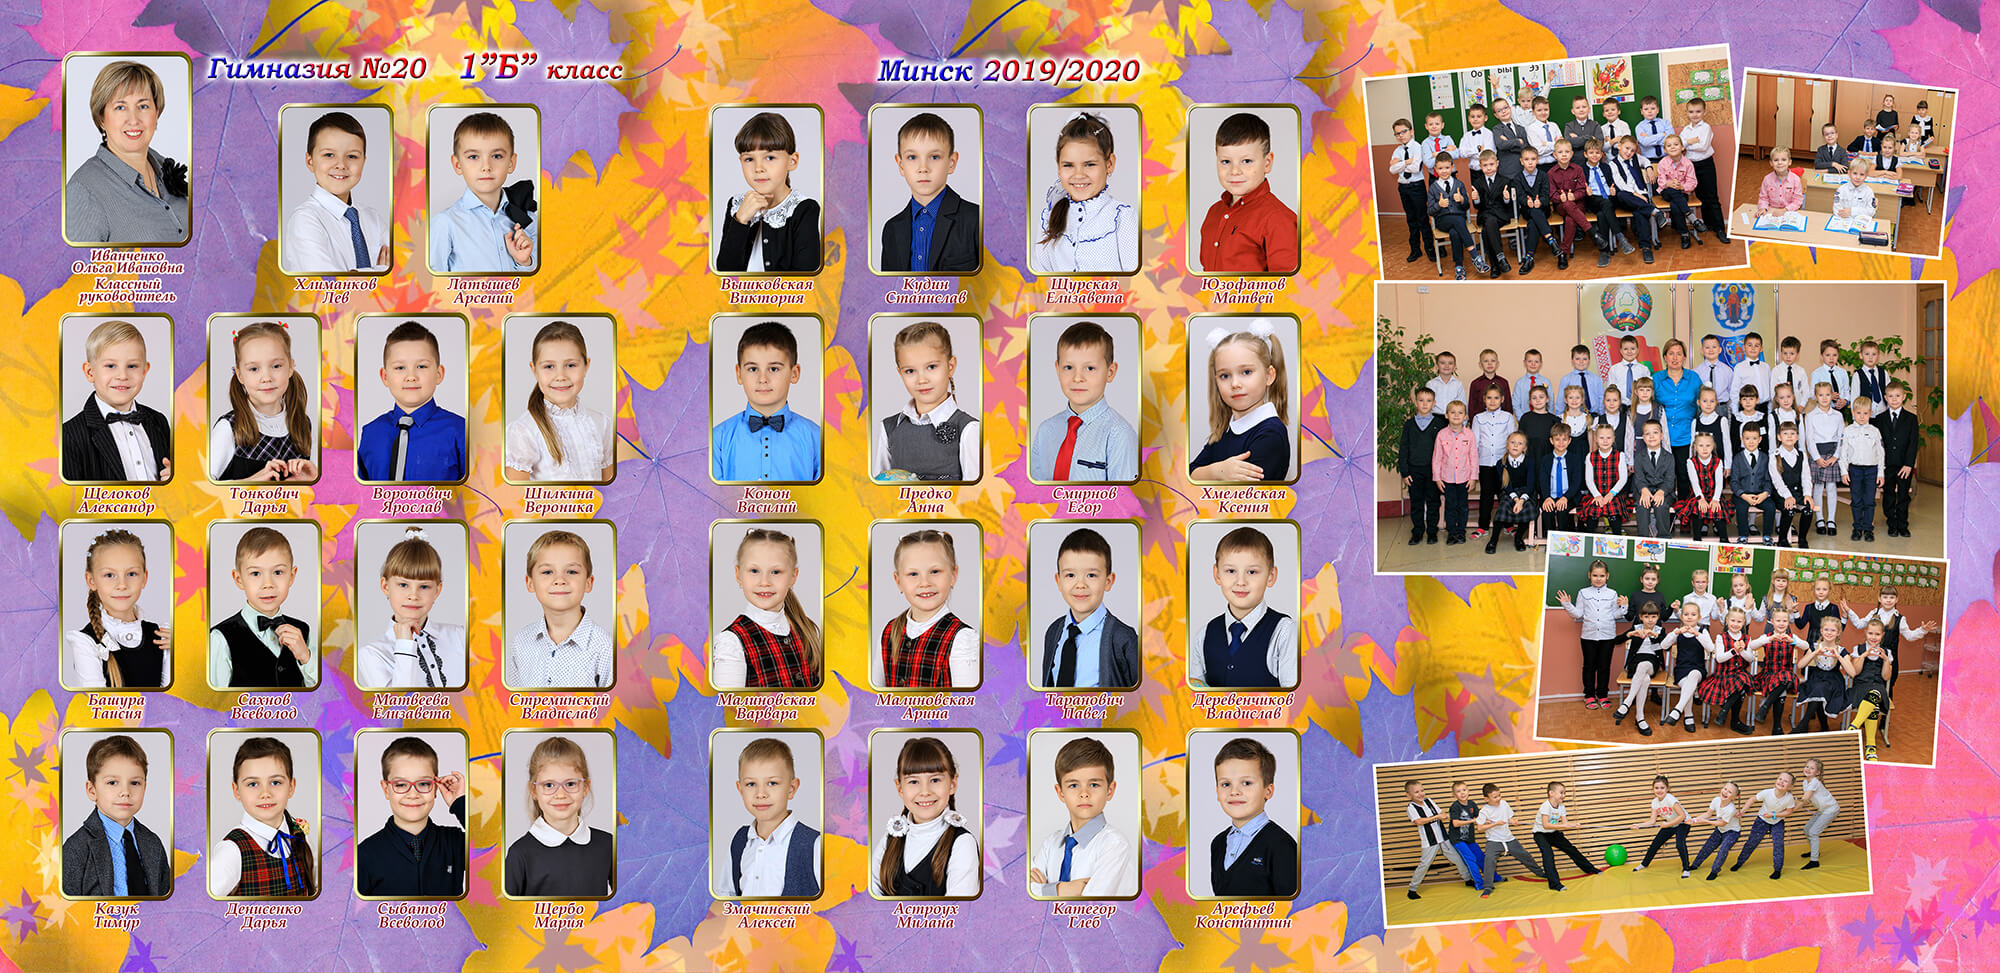 Гимназия №20 1"Б" класс
Минск 2019/2020
Иванченко
Ольга Ивановна
Классный
руководитель
Хлиманков
Лев
Латышев
Арсений
Вышковская
Виктория
Кудин
Станислав
Щурская
Елизавета
Юзофатов
Матвей
Щелоков
Александр
Тонкович
Дарья
Воронович
Ярослав
Шилкина
Вероника
Конон
Василий
Предко
Анна
Смирнов
Егор
Хмелевская
Ксения
Башура
Таисия
Сахнов
Всеволод
Матвеева
Елизавета
Стреминский
Владислав
Малиновская
Варвара
Малиновская
Арина
Таранович
Павел
Деревенчиков
Владислав
Казук
Тимур
Денисенко
Дарья
Сыбатов
Всеволод
Щербо
Мария
Змачинский
Алексей
Астроух
Милана
Категор
Глеб
Арефьев
Константин